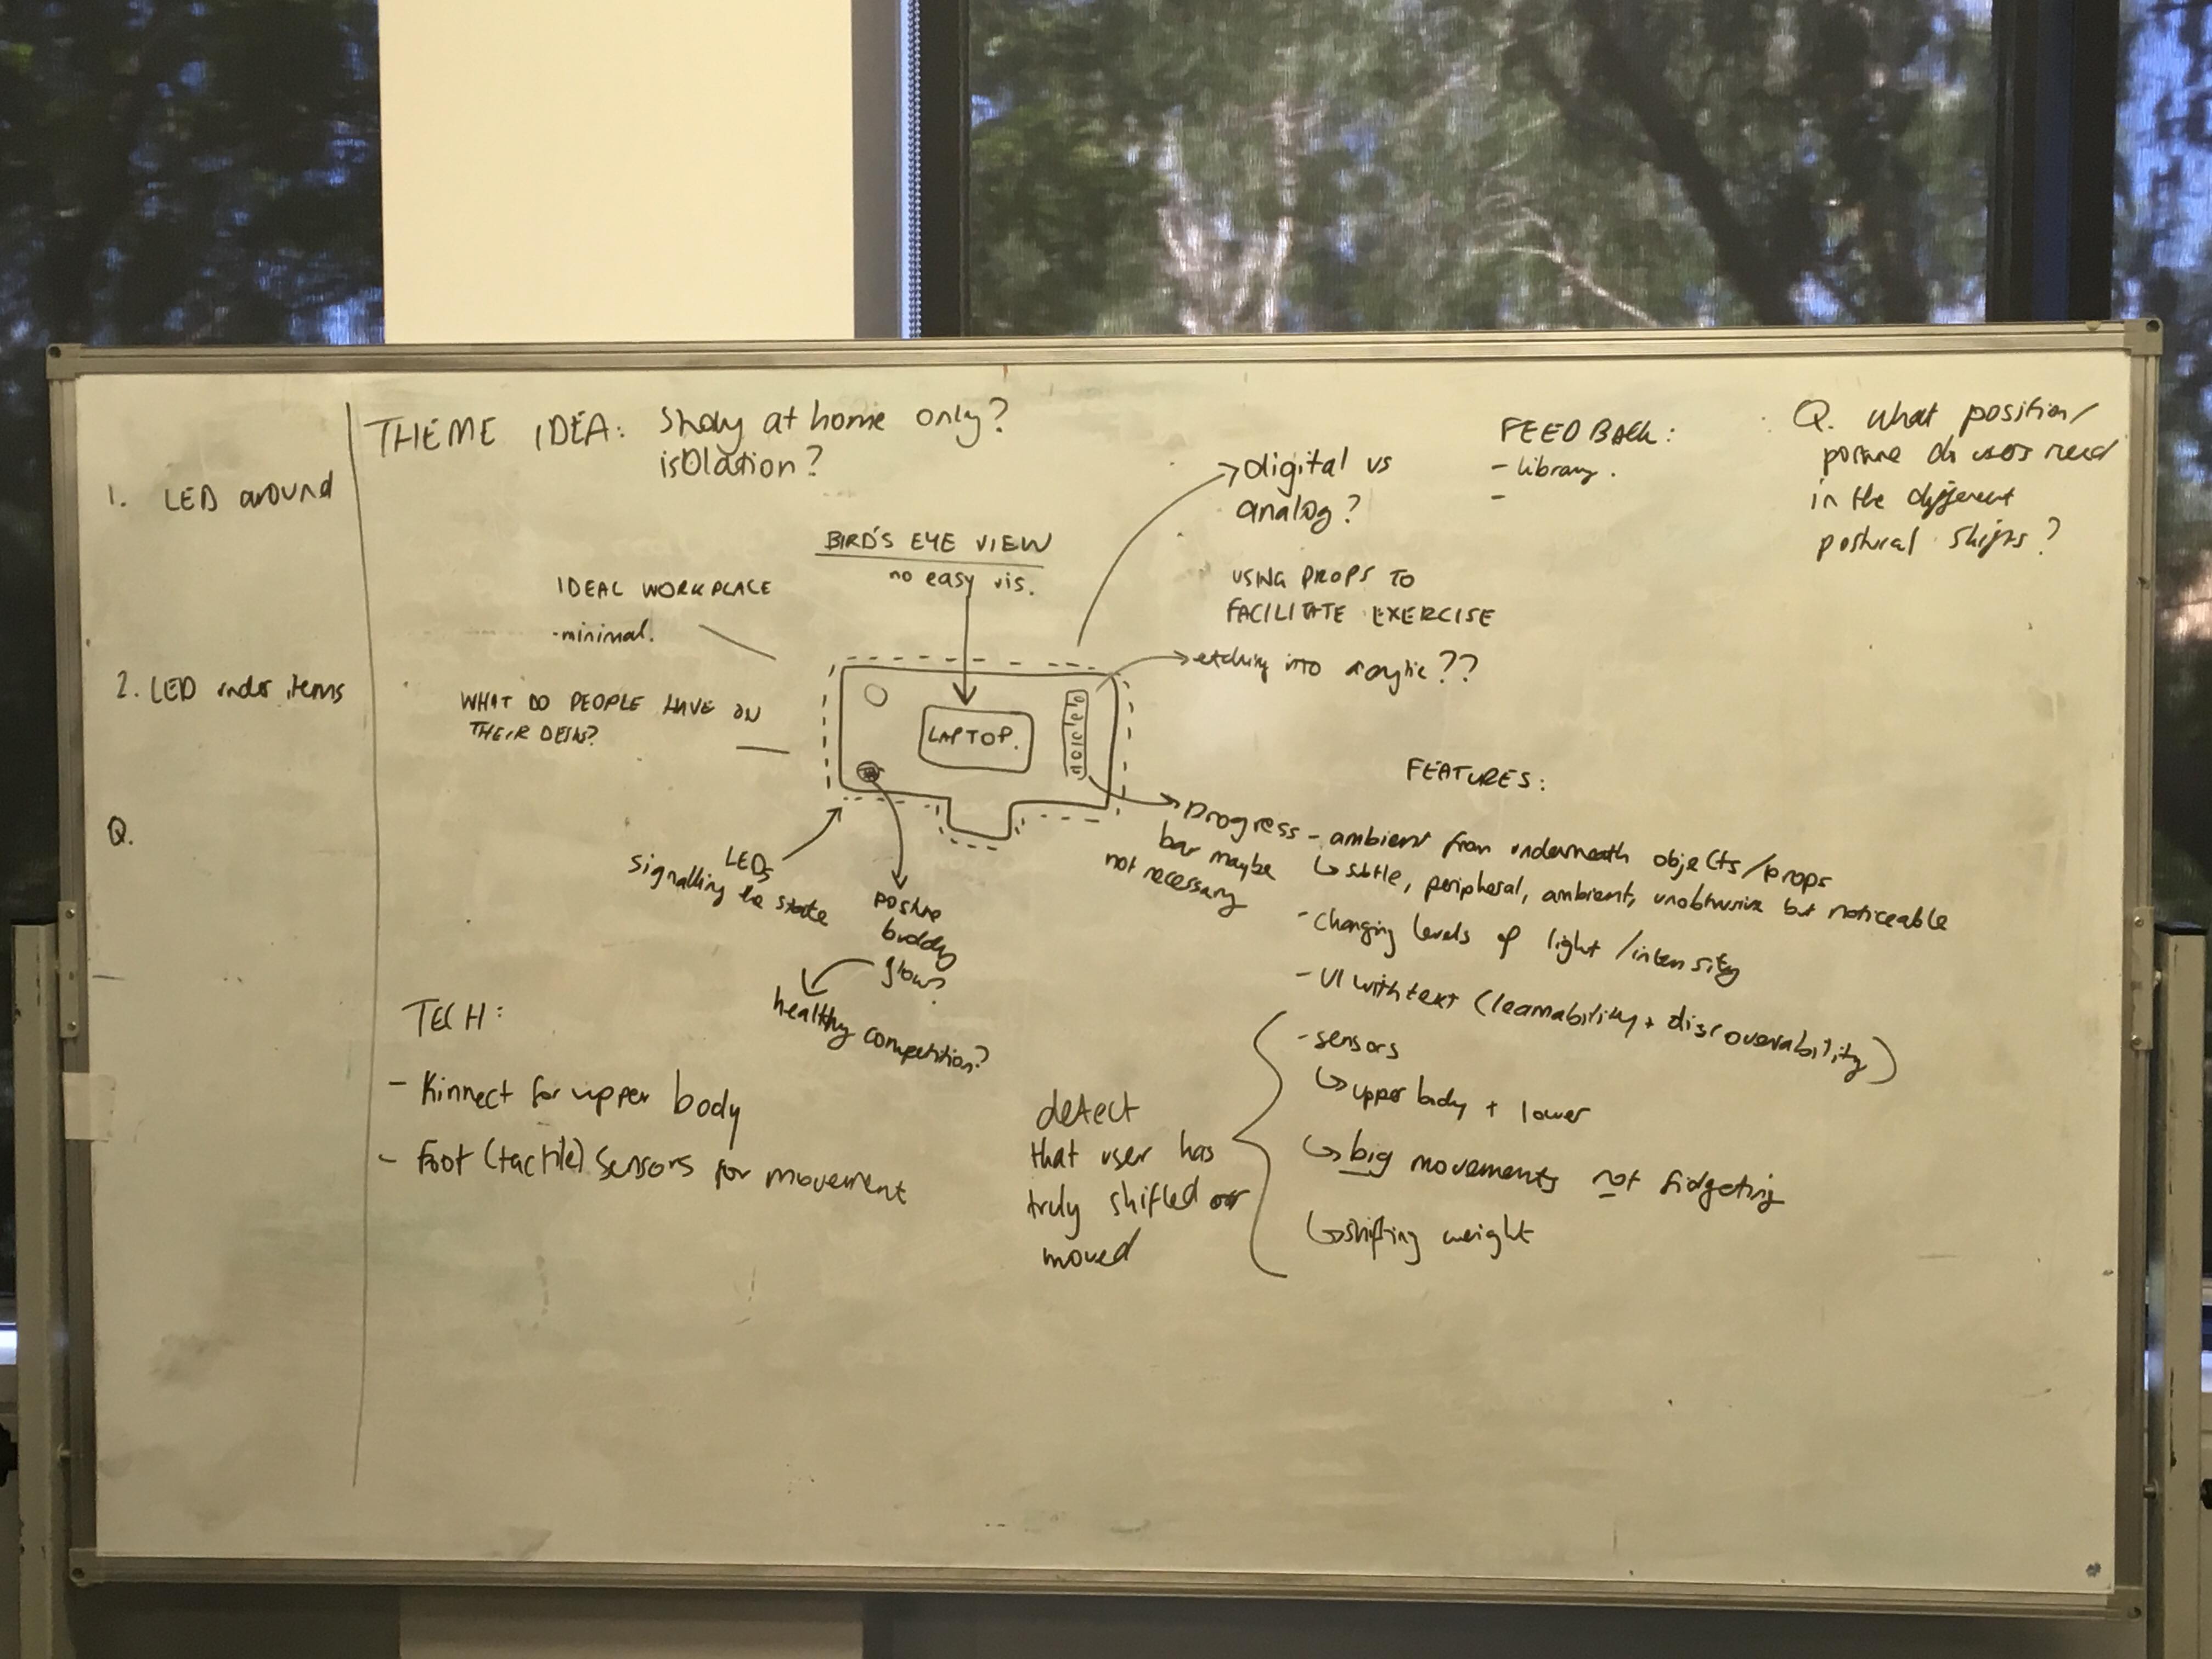 1. LED around
2. LED under items
Q.
THEME IDEA: Study at home only?
isolation?
digital vs
analog?
FEEDBACK:
- library.
-
Q. What position/
posture do users need
in the different
postural shifts?
BIRD'S EYE VIEW
no easy vis.
IDEAL WORKPLACE
- minimal.
USING PROPS TO
FACILITATE EXERCISE
etching into acrylic??
WHAT DO PEOPLE HAVE ON
THEIR DESKS?
LAPTOP.
LEDs
signalling the state
posture
buddy
glows
healthy competition?
Progress
bar maybe
not necessary
FEATURES:
- ambient from underneath objects/props
↳ subtle, peripheral, ambient, unobtrusive but noticeable
- changing levels of light/intensity
- UI with text (learnability + discoverability)
- sensors
↳ upper body + lower
↳ big movements not fidgeting
↳ shifting weight
detect
that user has
truly shifted or
moved
TECH:
- Kinnect for upper body
- Foot (tactile) sensors for movement